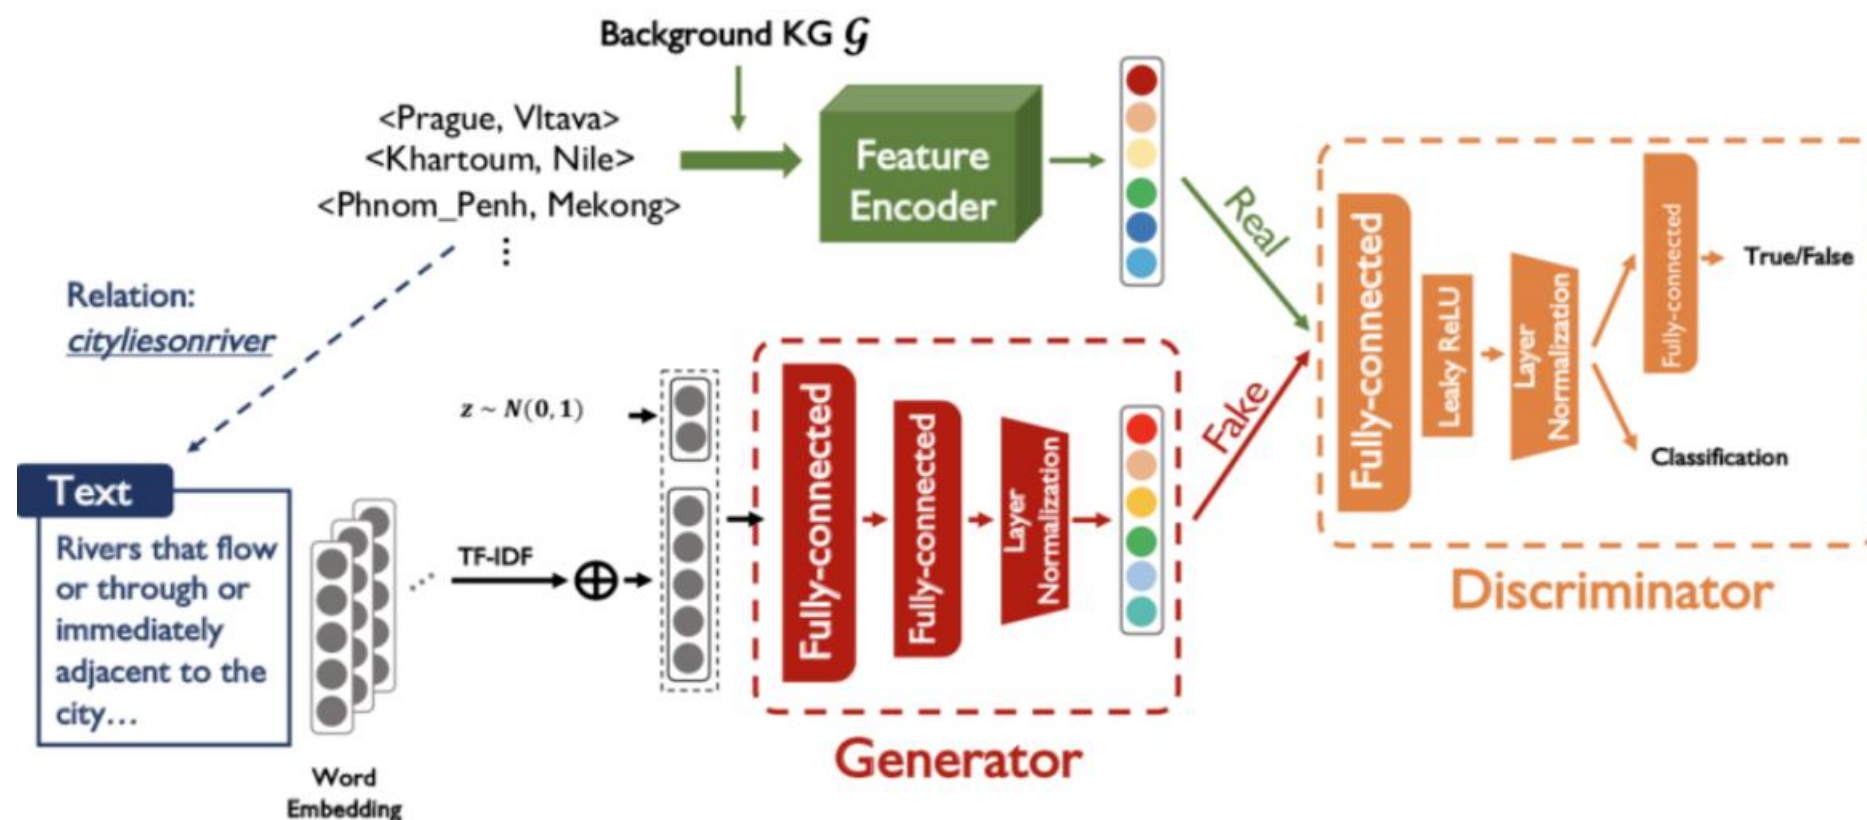 Background KG 𝒢
<Prague, Vltava>
<Khartoum, Nile>
<Phnom_Penh, Mekong>
⋮
Feature
Encoder
Real
Relation:
cityliesonriver
Text
Rivers that flow
or through or
immediately
adjacent to the
city...
Word
Embedding
...
TF-IDF
z ~ N(0, 1)
Fully-connected
Fully-connected
Layer
Normalization
Generator
Fake
Fully-connected
Leaky ReLU
Layer
Normalization
Fully-connected
True/False
Classification
Discriminator